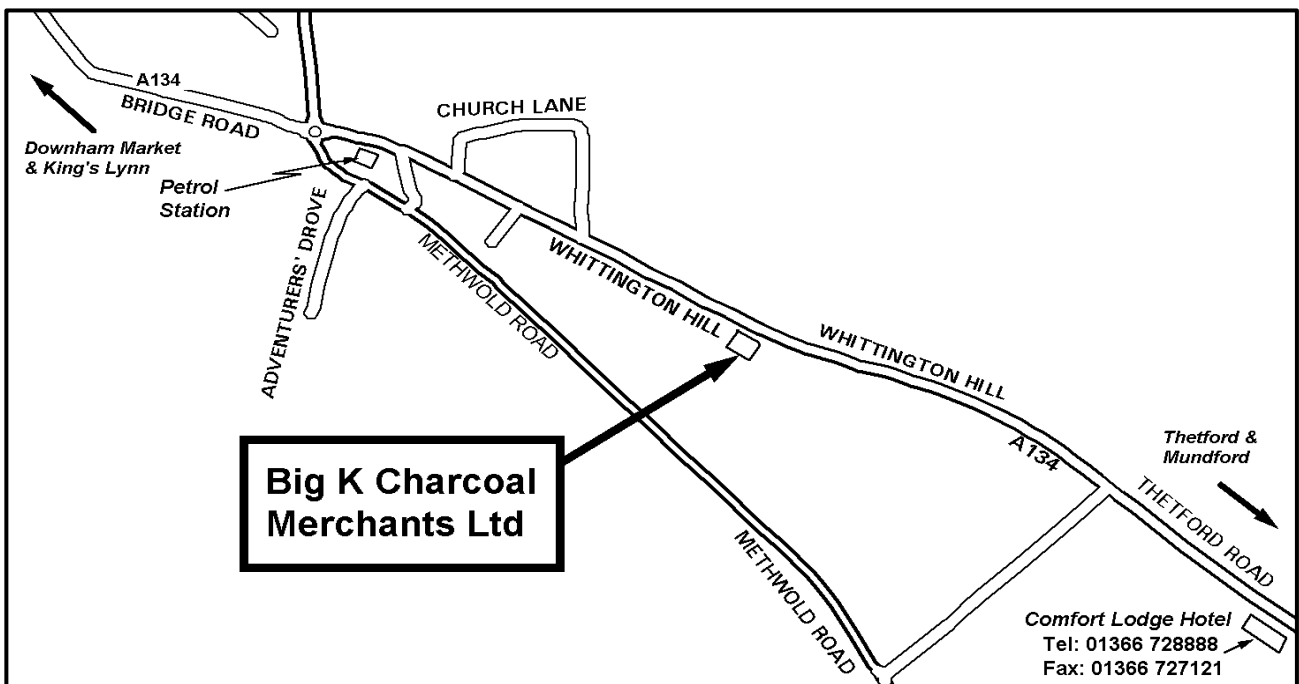 A134
BRIDGE ROAD
CHURCH LANE
Downham Market
& King's Lynn
Petrol
Station
ADVENTURERS' DROVE
METHWOLD ROAD
WHITTINGTON HILL
WHITTINGTON HILL
A134
Thetford &
Mundford
THETFORD ROAD
Big K Charcoal
Merchants Ltd
METHWOLD ROAD
Comfort Lodge Hotel
Tel: 01366 728888
Fax: 01366 727121